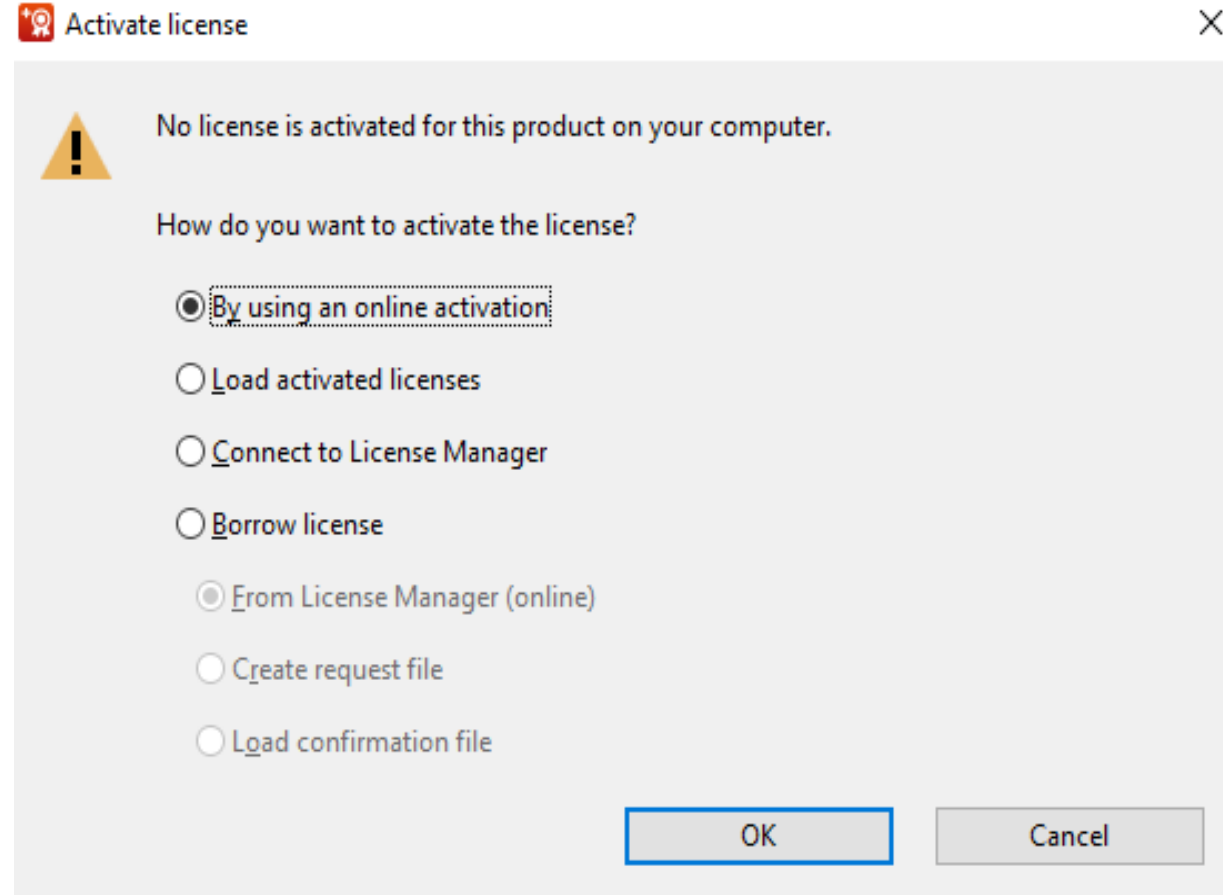 Activate license
No license is activated for this product on your computer.
How do you want to activate the license?
By using an online activation
Load activated licenses
Connect to License Manager
Borrow license
From License Manager (online)
Create request file
Load confirmation file
OK
Cancel